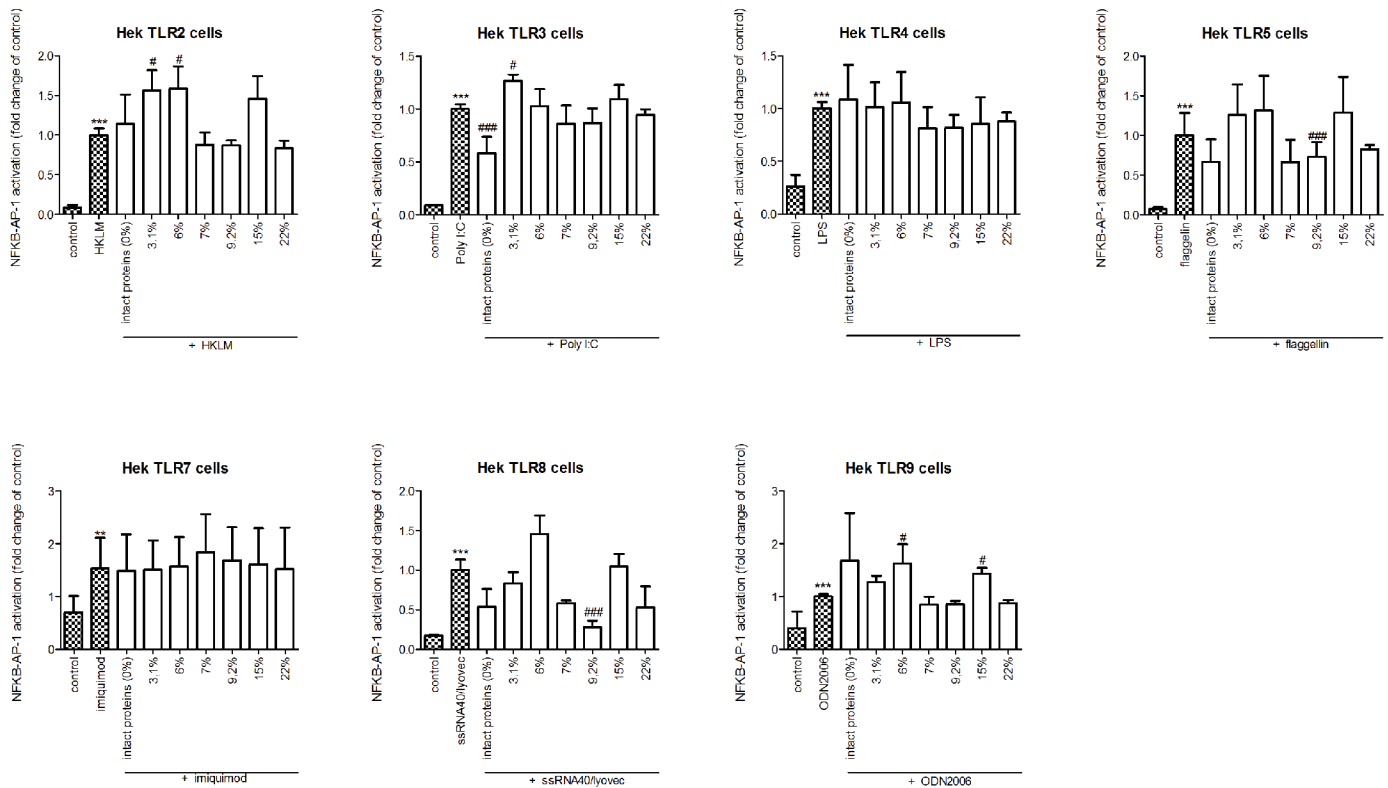 Hek TLR2 cells
NFKB-AP-1 activation (fold change of control)
2.0
1.5
1.0
0.5
0.0
***
#
#
control
HKLM
intact proteins (0%)
3,1%
6%
7%
9,2%
15%
22%
+ HKLM
Hek TLR3 cells
NFKB-AP-1 activation (fold change of control)
1.5
1.0
0.5
0.0
***
###
#
control
Poly I:C
intact proteins (0%)
3,1%
6%
7%
9,2%
15%
22%
+ Poly I:C
Hek TLR4 cells
NFKB-AP-1 activation (fold change of control)
1.5
1.0
0.5
0.0
***
control
LPS
intact proteins (0%)
3,1%
6%
7%
9,2%
15%
22%
+ LPS
Hek TLR5 cells
NFKB-AP-1 activation (fold change of control)
2.0
1.5
1.0
0.5
0.0
***
###
control
flaggelin
intact proteins (0%)
3,1%
6%
7%
9,2%
15%
22%
+ flaggellin
Hek TLR7 cells
NFKB-AP-1 activation (fold change of control)
3
2
1
0
**
control
imiquimod
intact proteins (0%)
3,1%
6%
7%
9,2%
15%
22%
+ imiquimod
Hek TLR8 cells
NFKB-AP-1 activation (fold change of control)
2.0
1.5
1.0
0.5
0.0
***
###
control
ssRNA40/lyovec
intact proteins (0%)
3,1%
6%
7%
9,2%
15%
22%
+ ssRNA40/lyovec
Hek TLR9 cells
NFKB-AP-1 activation (fold change of control)
3
2
1
0
***
#
#
control
ODN2006
intact proteins (0%)
3,1%
6%
7%
9,2%
15%
22%
+ ODN2006